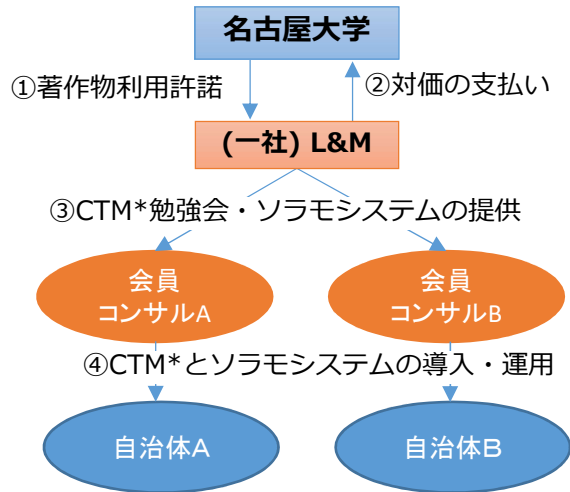 名古屋大学
①著作物利用許諾
②対価の支払い
(一社) L&M
③CTM*勉強会・ソラモシステムの提供
会員
コンサルA
会員
コンサルB
④CTM*とソラモシステムの導入・運用
自治体A
自治体B